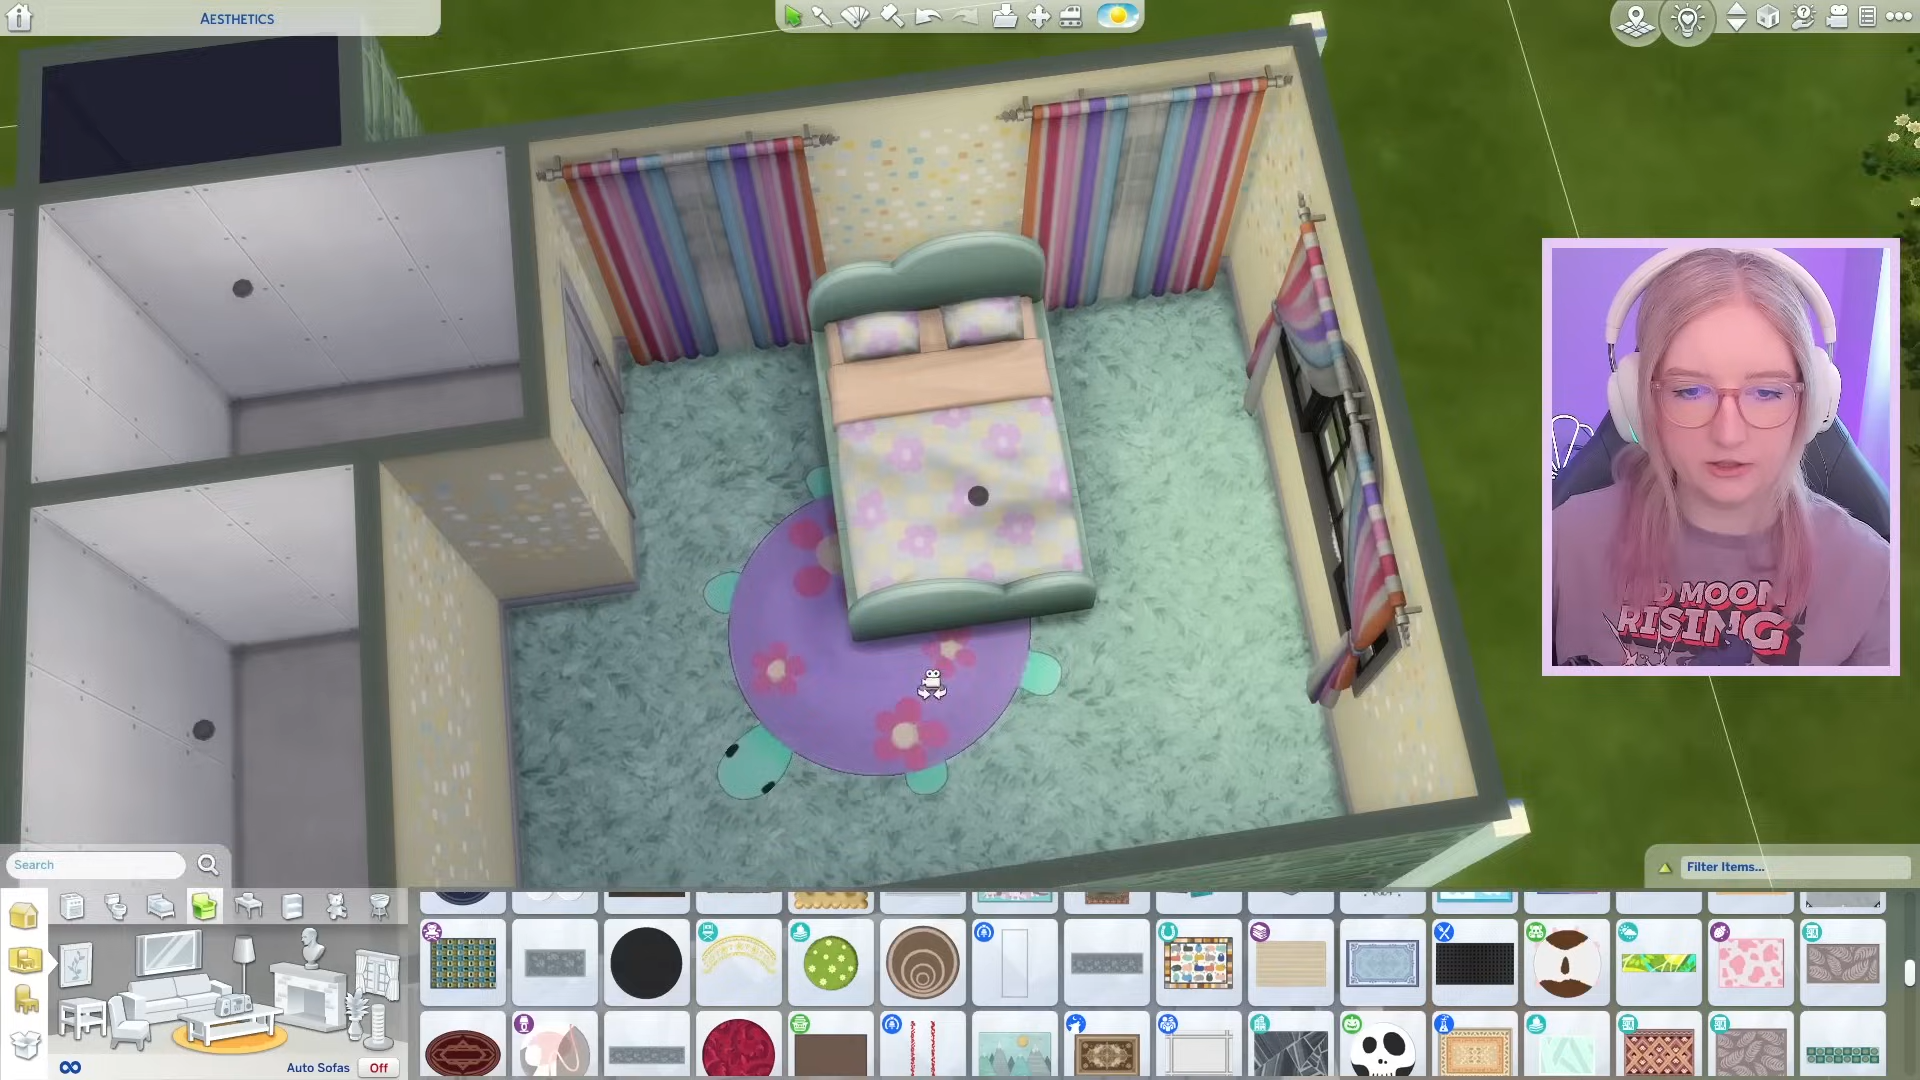 AESTHETICS
MOON
RISING
Search
Filter Items...
Auto Sofas Off